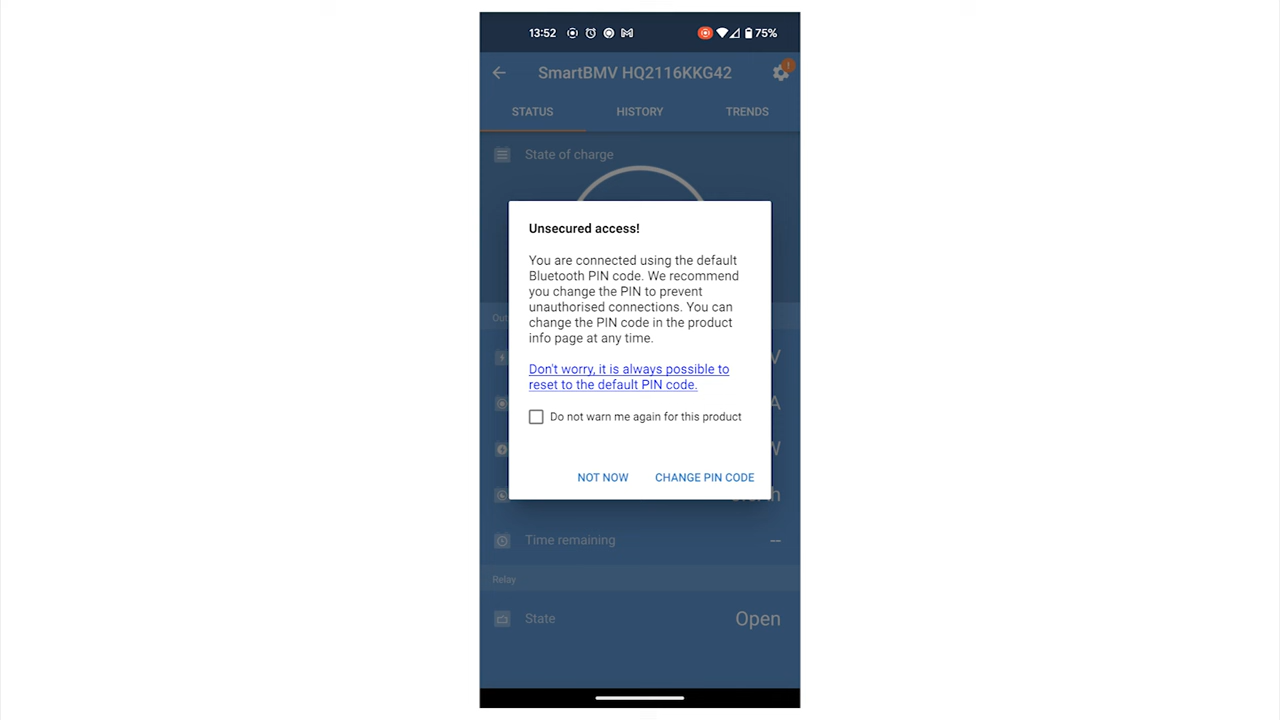 13:52
75%
SmartBMV HQ2116KKG42
!
STATUS HISTORY TRENDS
State of charge
Unsecured access!
You are connected using the default
Bluetooth PIN code. We recommend
you change the PIN to prevent
unauthorised connections. You can
change the PIN code in the product
info page at any time.
Don't worry, it is always possible to
reset to the default PIN code.
Do not warn me again for this product
NOT NOW CHANGE PIN CODE
V
A
W
Time remaining --
Relay
State Open